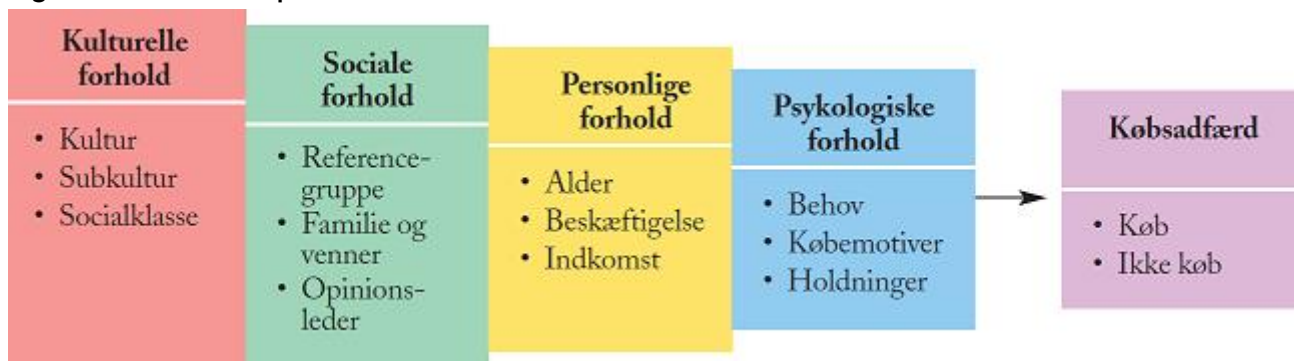 Kulturelle
forhold
• Kultur
• Subkultur
• Socialklasse
Sociale
forhold
• Reference-
gruppe
• Familie og
venner
• Opinions-
leder
Personlige
forhold
• Alder
• Beskæftigelse
• Indkomst
Psykologiske
forhold
• Behov
• Købemotiver
• Holdninger
Købsadfærd
• Køb
• Ikke køb